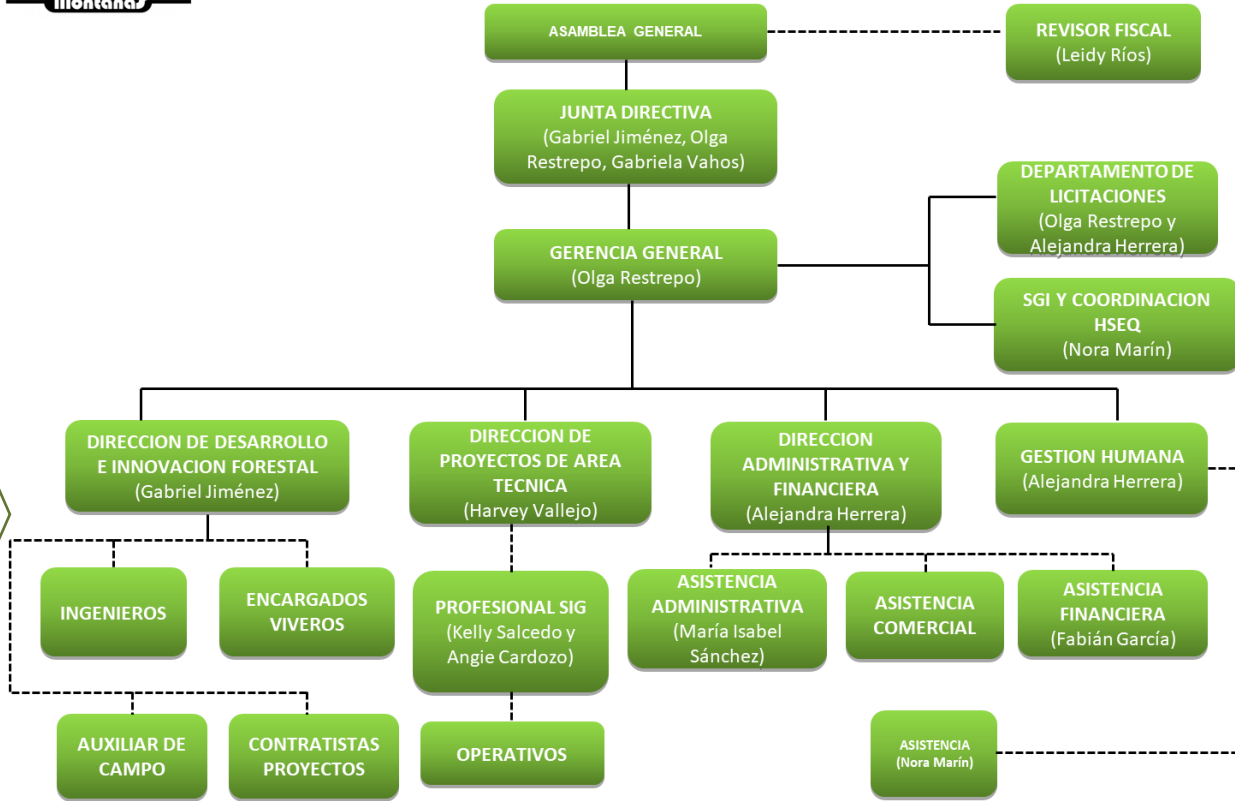 Montañas
ASAMBLEA GENERAL
REVISOR FISCAL
(Leidy Ríos)
JUNTA DIRECTIVA
(Gabriel Jiménez, Olga
Restrepo, Gabriela Vahos)
DEPARTAMENTO DE
LICITACIONES
(Olga Restrepo y
Alejandra Herrera)
GERENCIA GENERAL
(Olga Restrepo)
SGI Y COORDINACION
HSEQ
(Nora Marín)
DIRECCION DE DESARROLLO
E INNOVACION FORESTAL
(Gabriel Jiménez)
DIRECCION DE
PROYECTOS DE AREA
TECNICA
(Harvey Vallejo)
DIRECCION
ADMINISTRATIVA Y
FINANCIERA
(Alejandra Herrera)
GESTION HUMANA
(Alejandra Herrera)
INGENIEROS
ENCARGADOS
VIVEROS
PROFESIONAL SIG
(Kelly Salcedo y
Angie Cardozo)
ASISTENCIA
ADMINISTRATIVA
(María Isabel
Sánchez)
ASISTENCIA
COMERCIAL
ASISTENCIA
FINANCIERA
(Fabián García)
AUXILIAR DE
CAMPO
CONTRATISTAS
PROYECTOS
OPERATIVOS
ASISTENCIA
(Nora Marín)